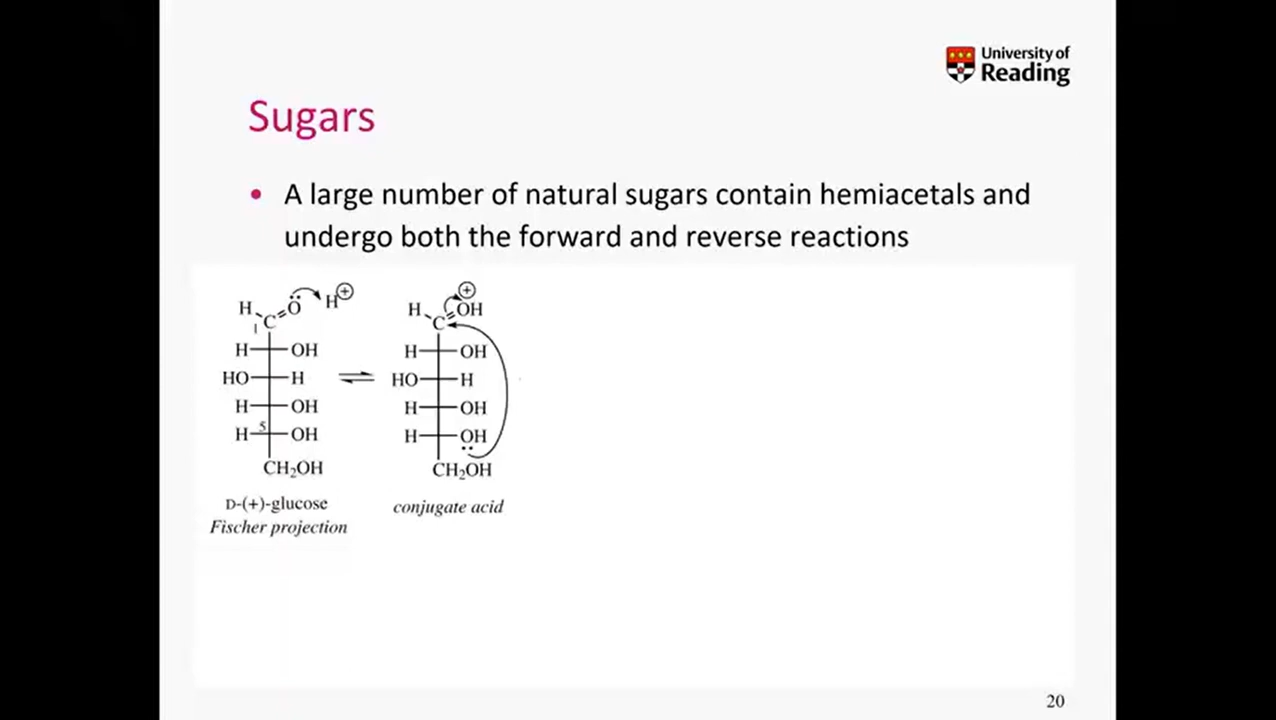 University of
Reading
Sugars
• A large number of natural sugars contain hemiacetals and
undergo both the forward and reverse reactions
H C O H ⊕
1
H OH
HO H
H OH
H 5 OH
CH₂OH
D-(+)-glucose
Fischer projection
⇌
⊕
H C OH
H OH
HO H
H OH
H OH
CH₂OH
conjugate acid
20